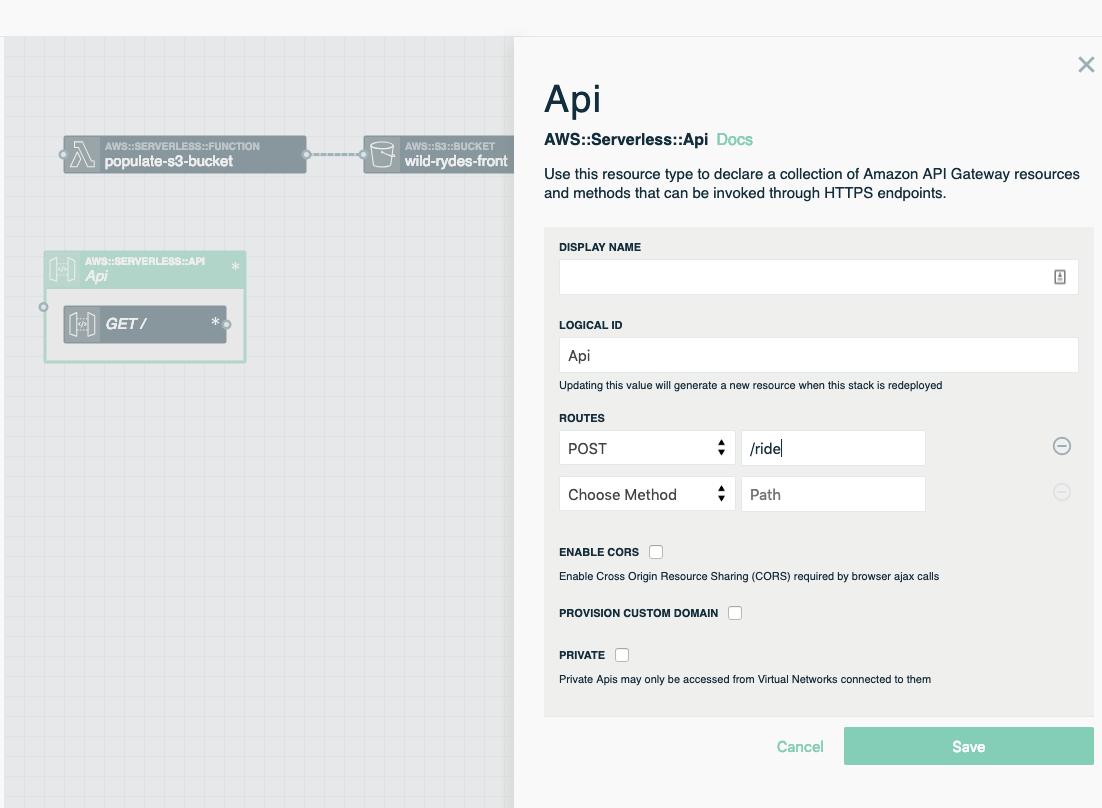 AWS::SERVERLESS::FUNCTION
populate-s3-bucket
AWS::S3::BUCKET
wild-rydes-front
AWS::SERVERLESS::API
Api
*
GET /
*
Api
AWS::Serverless::Api Docs
Use this resource type to declare a collection of Amazon API Gateway resources
and methods that can be invoked through HTTPS endpoints.
DISPLAY NAME
LOGICAL ID
Api
Updating this value will generate a new resource when this stack is redeployed
ROUTES
POST /ride
Choose Method Path
ENABLE CORS
Enable Cross Origin Resource Sharing (CORS) required by browser ajax calls
PROVISION CUSTOM DOMAIN
PRIVATE
Private Apis may only be accessed from Virtual Networks connected to them
Cancel Save